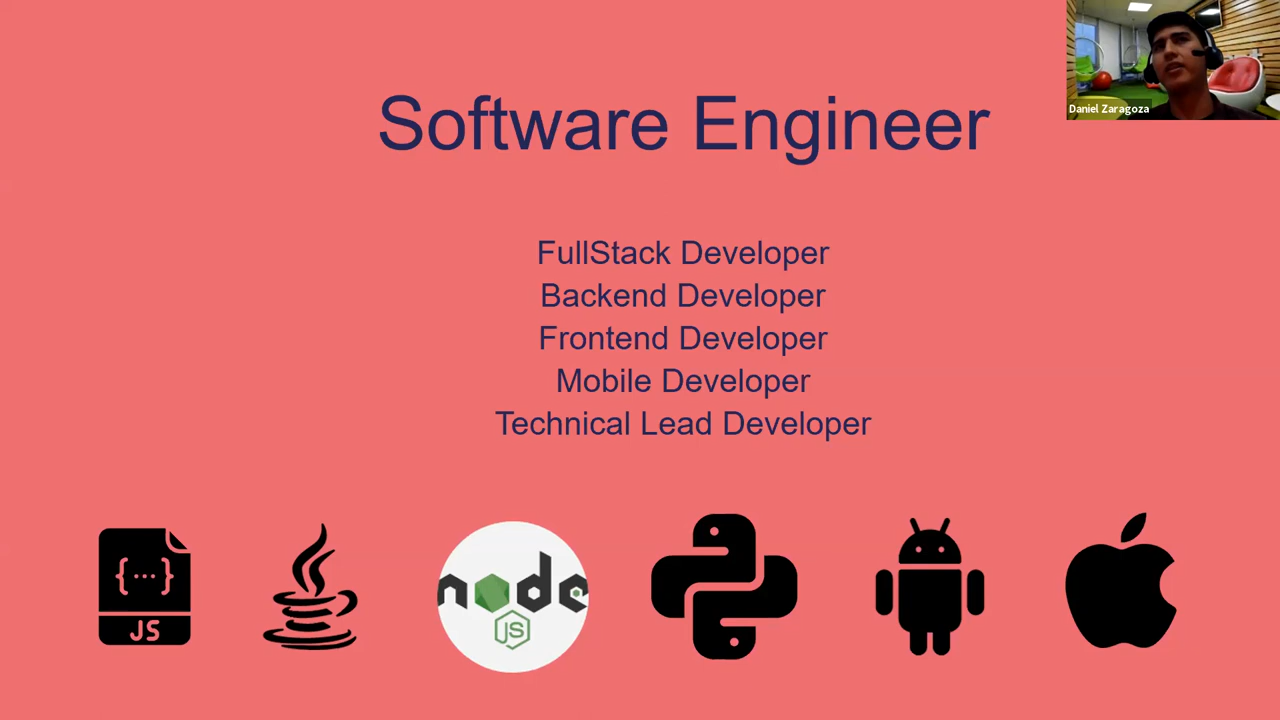 Software Engineer
Daniel Zaragoza
FullStack Developer
Backend Developer
Frontend Developer
Mobile Developer
Technical Lead Developer
{...}
JS
node
JS